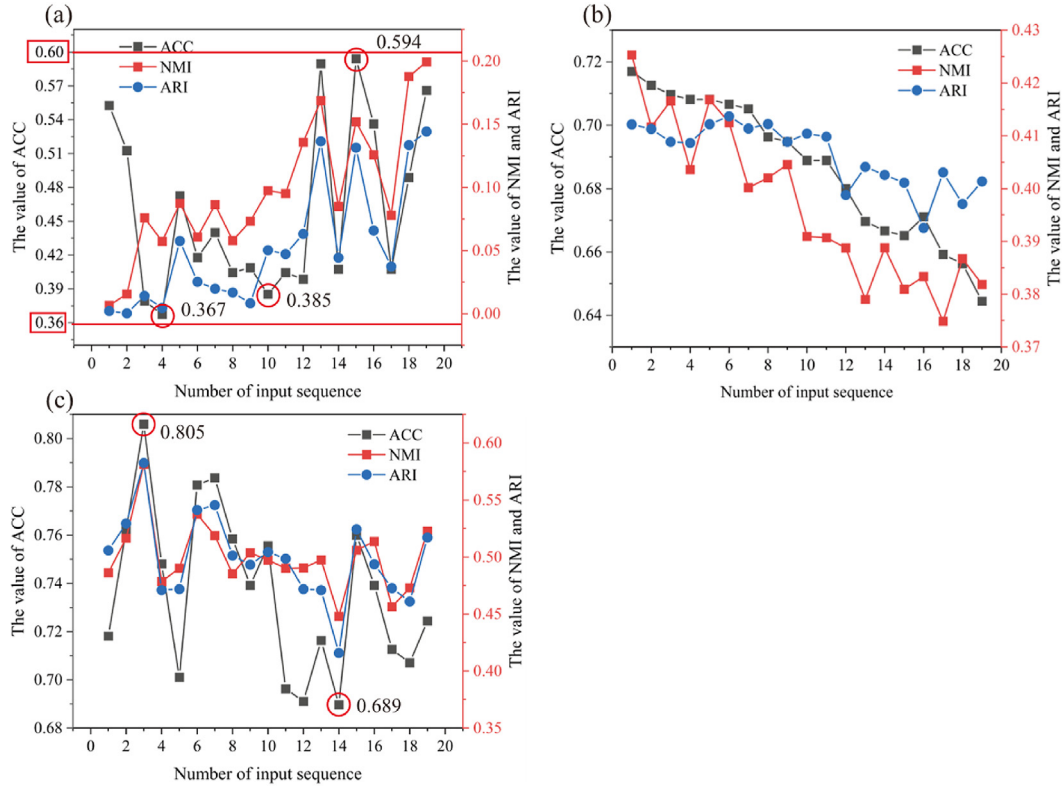 (a)
0.60
0.57
0.54
0.51
0.48
0.45
0.42
0.39
0.36
The value of ACC
ACC
NMI
ARI
0.594
0.367
0.385
0.20
0.15
0.10
0.05
0.00
The value of NMI and ARI
0 2 4 6 8 10 12 14 16 18 20
Number of input sequence
(b)
0.72
0.70
0.68
0.66
0.64
The value of ACC
ACC
NMI
ARI
0.43
0.42
0.41
0.40
0.39
0.38
0.37
The value of NMI and ARI
0 2 4 6 8 10 12 14 16 18 20
Number of input sequence
(c)
0.80
0.78
0.76
0.74
0.72
0.70
0.68
The value of ACC
0.805
ACC
NMI
ARI
0.689
0.60
0.55
0.50
0.45
0.40
0.35
The value of NMI and ARI
0 2 4 6 8 10 12 14 16 18 20
Number of input sequence